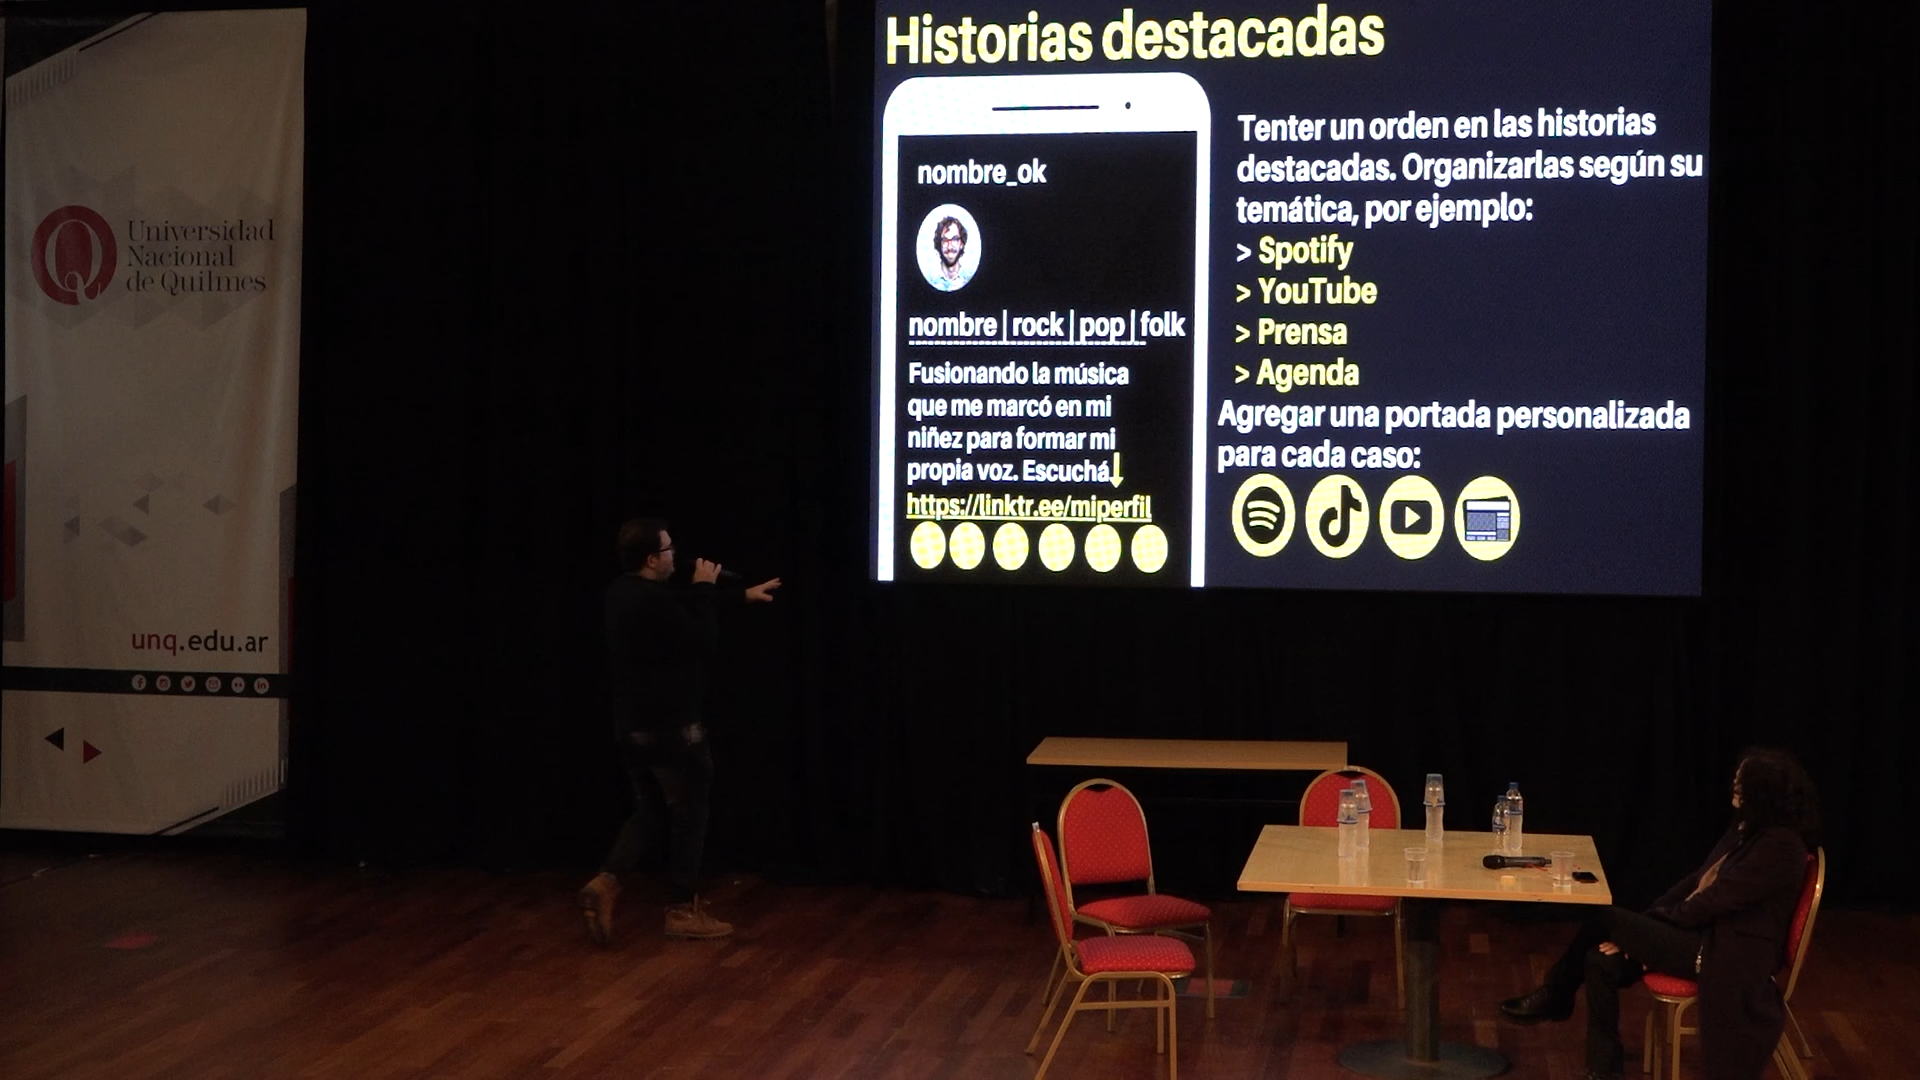 Historias destacadas
nombre_ok
nombre | rock | pop | folk
Fusionando la música
que me marcó en mi
niñez para formar mi
propia voz. Escuchá
https://linktr.ee/miperfil
Tenter un orden en las historias
destacadas. Organizarlas según su
temática, por ejemplo:
> Spotify
> YouTube
> Prensa
> Agenda
Agregar una portada personalizada
para cada caso:
Universidad
Nacional
de Quilmes
unq.edu.ar